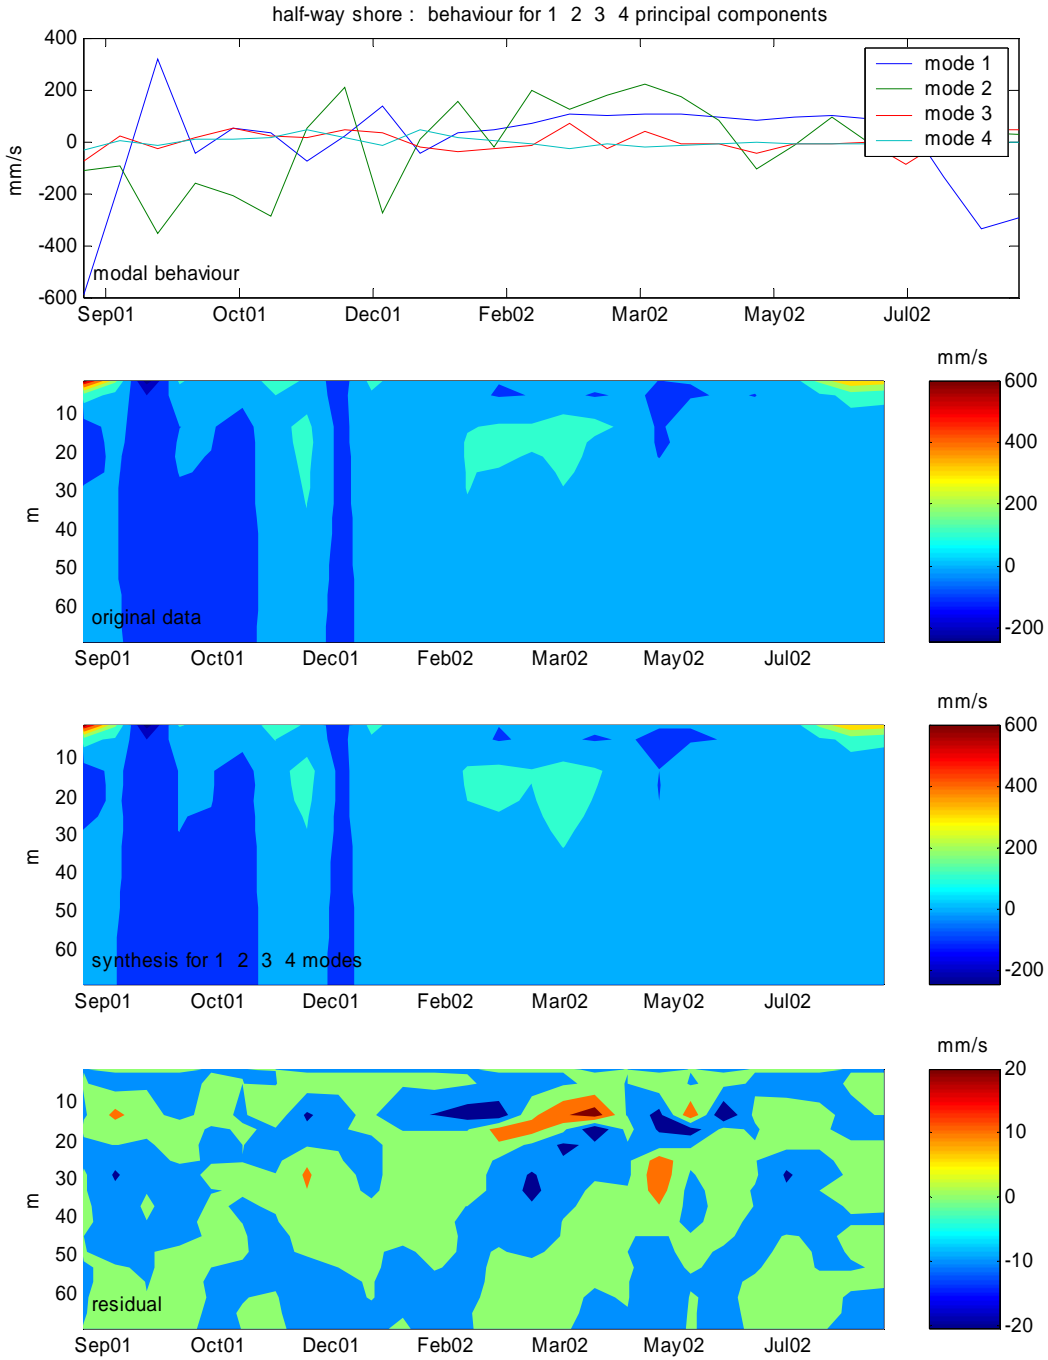 half-way shore :  behaviour for 1  2  3  4 principal components
400
200
0
-200
-400
-600
mm/s
mode 1
mode 2
mode 3
mode 4
modal behaviour
Sep01 Oct01 Dec01 Feb02 Mar02 May02 Jul02
mm/s
10
20
30
40
50
60
m
original data
600
400
200
0
-200
Sep01 Oct01 Dec01 Feb02 Mar02 May02 Jul02
mm/s
10
20
30
40
50
60
m
synthesis for 1  2  3  4 modes
600
400
200
0
-200
Sep01 Oct01 Dec01 Feb02 Mar02 May02 Jul02
mm/s
10
20
30
40
50
60
m
residual
20
10
0
-10
-20
Sep01 Oct01 Dec01 Feb02 Mar02 May02 Jul02